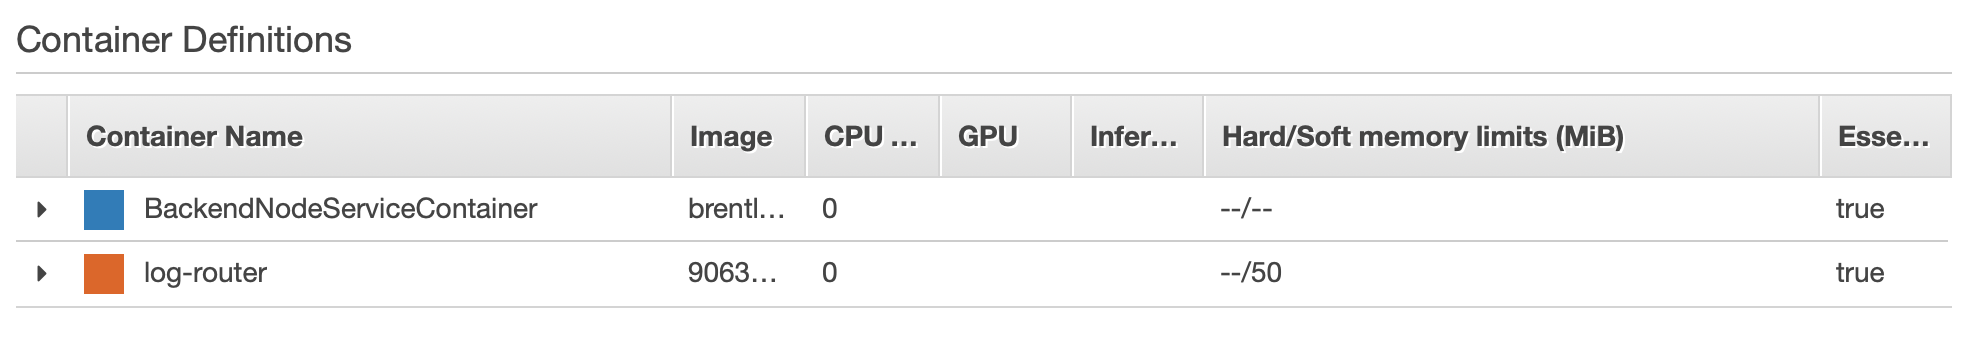 Container Definitions
Container Name Image CPU ... GPU Infer... Hard/Soft memory limits (MiB) Esse...
BackendNodeServiceContainer brentl... 0 --/-- true
log-router 9063... 0 --/50 true